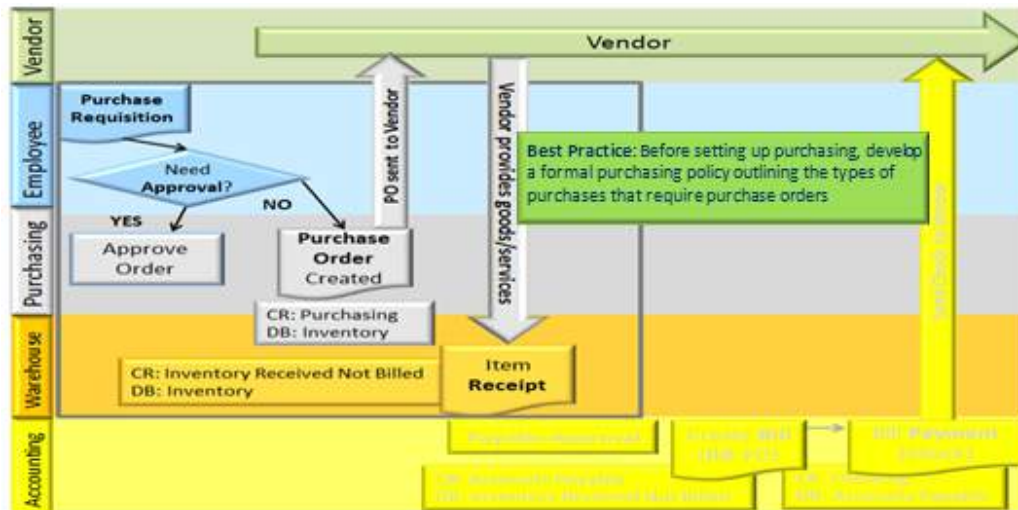 Vendor
Vendor
Employee
Purchase
Requisition
Need
Approval?
YES
NO
PO sent to Vendor
Vendor provides goods/services
Best Practice: Before setting up purchasing, develop
a formal purchasing policy outlining the types of
purchases that require purchase orders
Purchasing
Approve
Order
Purchase
Order
Created
CR: Purchasing
DB: Inventory
Warehouse
CR: Inventory Received Not Billed
DB: Inventory
Item
Receipt
Accounting
Bill
Bill Payment